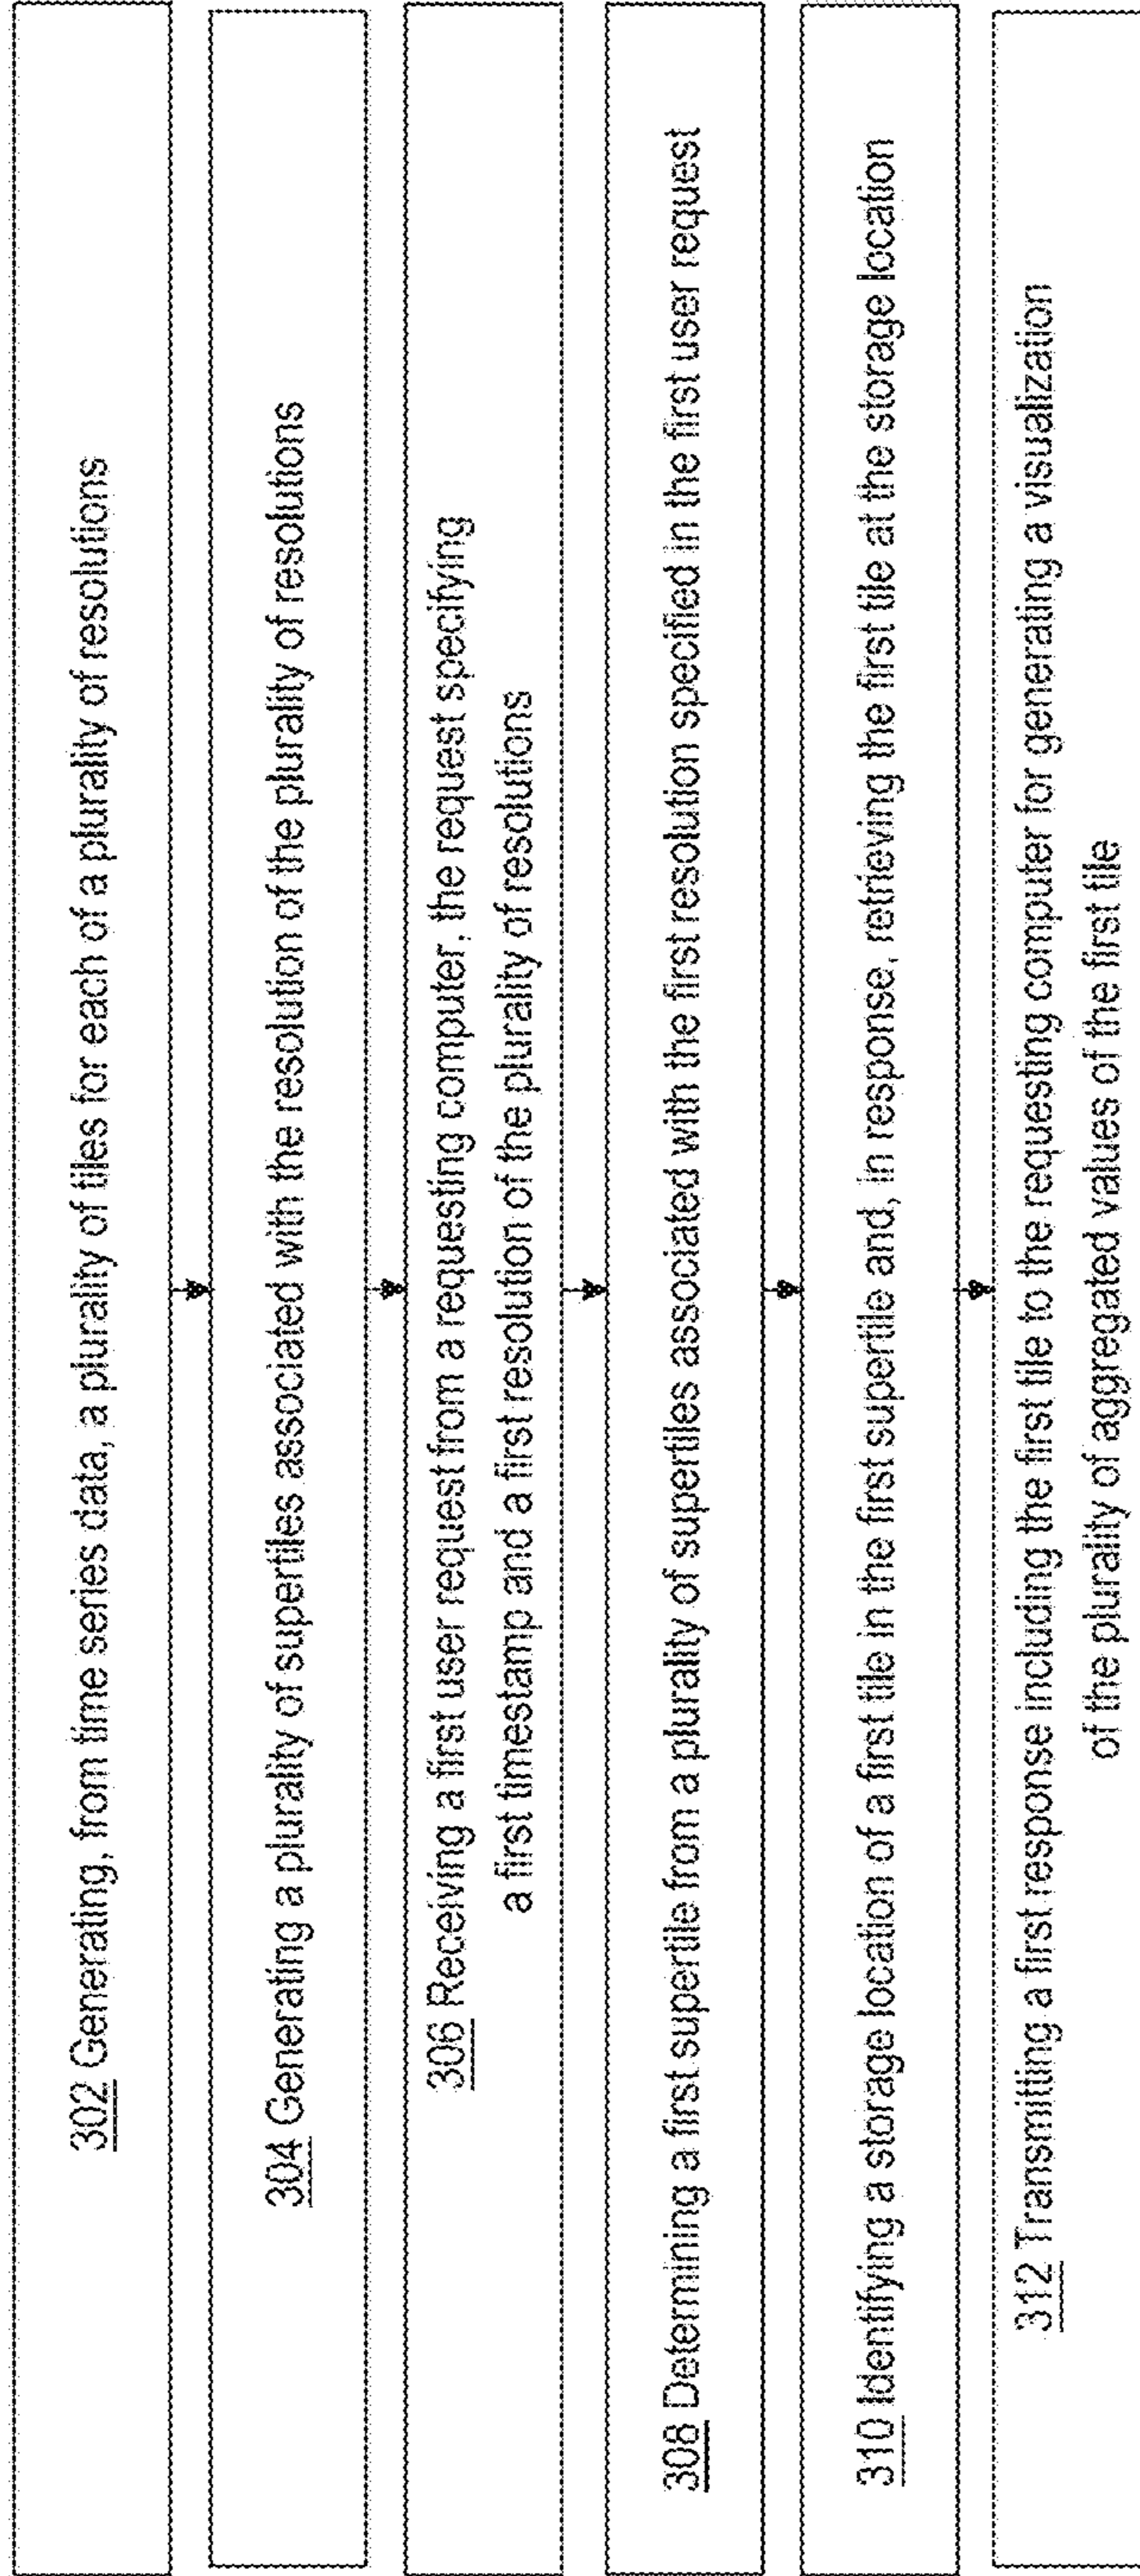 302 Generating, from time series data, a plurality of tiles for each of a plurality of resolutions
304 Generating a plurality of supertiles associated with the resolution of the plurality of resolutions
306 Receiving a first user request from a requesting computer, the request specifying
a first timestamp and a first resolution of the plurality of resolutions
308 Determining a first supertile from a plurality of supertiles associated with the first resolution specified in the first user request
310 Identifying a storage location of a first tile in the first supertile and, in response, retrieving the first tile at the storage location
312 Transmitting a first response including the first tile to the requesting computer for generating a visualization
of the plurality of aggregated values of the first tile